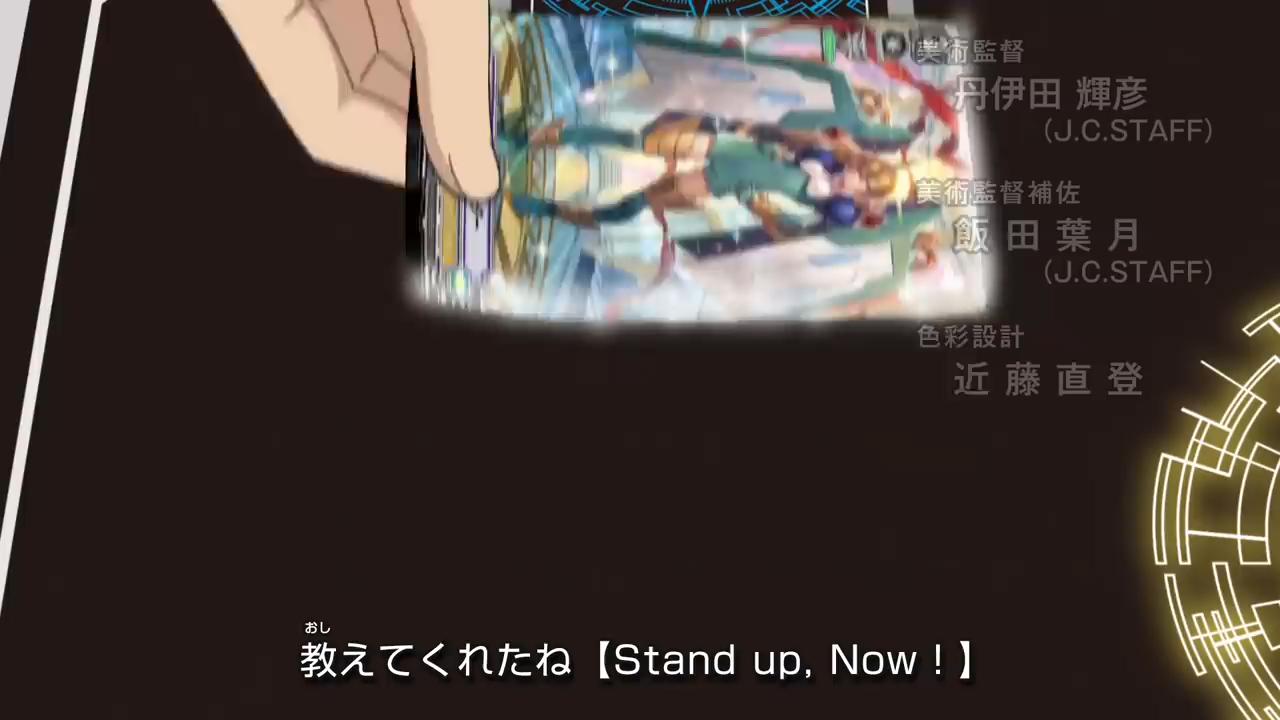 美術監督
丹伊田 輝彦
(J.C.STAFF)
美術監督補佐
飯田葉月
(J.C.STAFF)
色彩設計
近藤直登
おし
教えてくれたね【Stand up, Now！】